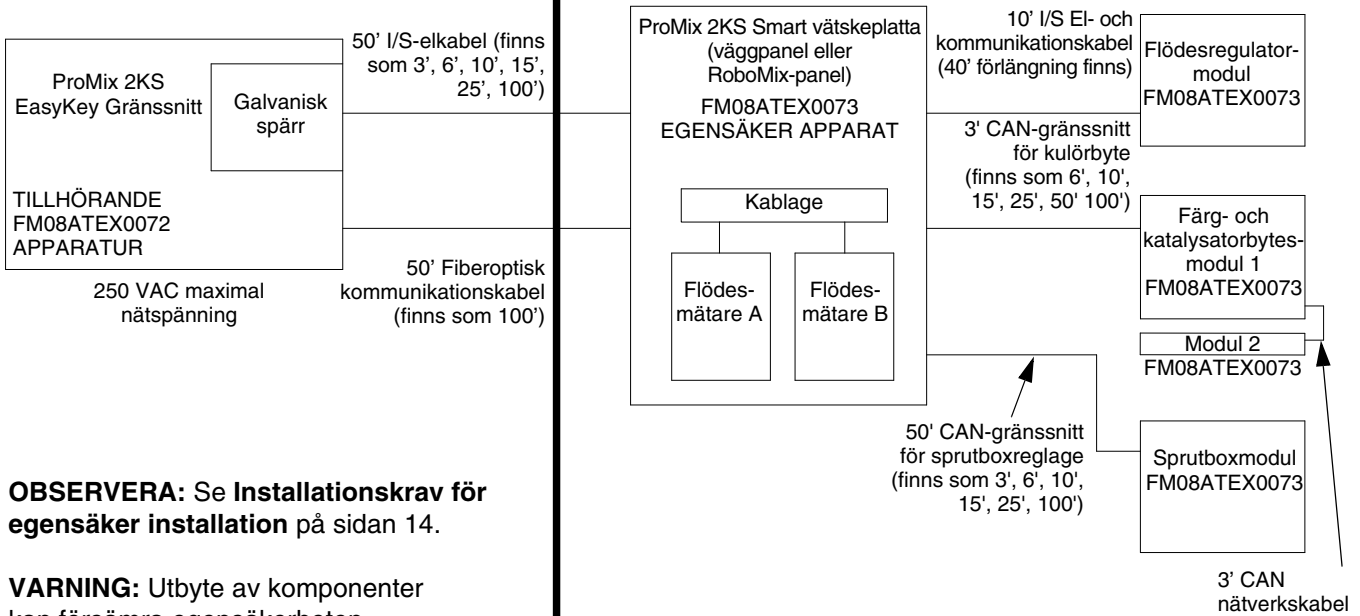 ProMix 2KS
EasyKey Gränssnitt
Galvanisk
spärr
TILLHÖRANDE
FM08ATEX0072
APPARATUR
250 VAC maximal
nätspänning
50’ I/S-elkabel (finns
som 3’, 6’, 10’, 15’,
25’, 100’)
50’ Fiberoptisk
kommunikationskabel
(finns som 100’)
ProMix 2KS Smart vätskeplatta
(väggpanel eller
RoboMix-panel)
FM08ATEX0073
EGENSÄKER APPARAT
Kablage
Flödes-
mätare A
Flödes-
mätare B
10’ I/S El- och
kommunikationskabel
(40’ förlängning finns)
Flödesregulator-
modul
FM08ATEX0073
3' CAN-gränssnitt
för kulörbyte
(finns som 6', 10',
15', 25', 50' 100')
Färg- och
katalysatorbytes-
modul 1
FM08ATEX0073
Modul 2
FM08ATEX0073
50' CAN-gränssnitt
för sprutboxreglage
(finns som 3', 6', 10',
15', 25', 100')
Sprutboxmodul
FM08ATEX0073
3’ CAN
nätverkskabel
OBSERVERA: Se Installationskrav för
egensäker installation på sidan 14.
VARNING: Utbyte av komponenter
kan försämra egensäkerheten